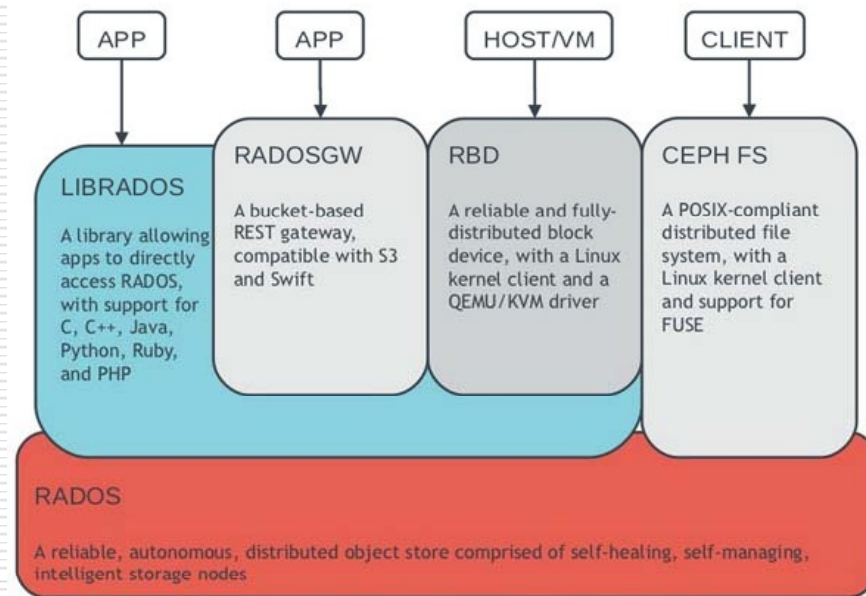 APP
APP
HOST/VM
CLIENT
LIBRADOS
A library allowing
apps to directly
access RADOS,
with support for
C, C++, Java,
Python, Ruby,
and PHP
RADOSGW
A bucket-based
REST gateway,
compatible with S3
and Swift
RBD
A reliable and fully-
distributed block
device, with a Linux
kernel client and a
QEMU/KVM driver
CEPH FS
A POSIX-compliant
distributed file
system, with a
Linux kernel client
and support for
FUSE
RADOS
A reliable, autonomous, distributed object store comprised of self-healing, self-managing,
intelligent storage nodes